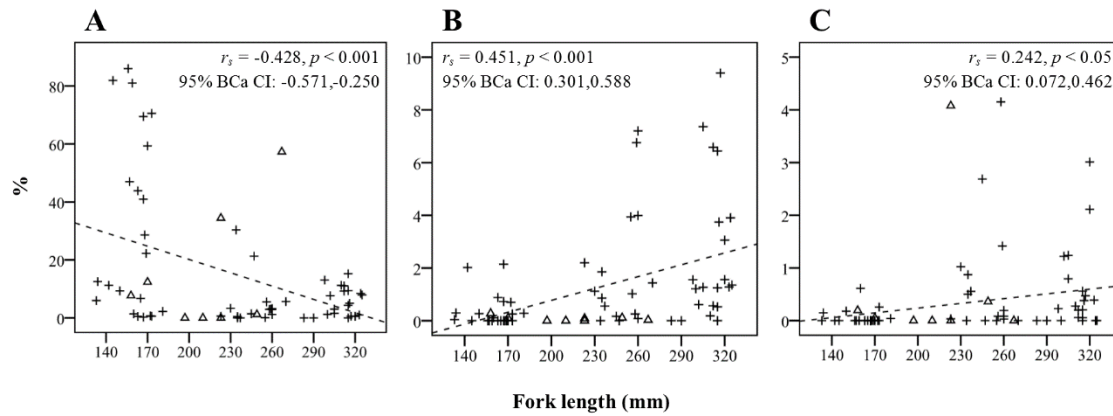 A
B
C
r_s = -0.428, p < 0.001
95% BCa CI: -0.571,-0.250
r_s = 0.451, p < 0.001
95% BCa CI: 0.301,0.588
r_s = 0.242, p < 0.05
95% BCa CI: 0.072,0.462
%
80
60
40
20
0
10
8
6
4
2
0
5
4
3
2
1
0
140 170 200 230 260 290 320
140 170 200 230 260 290 320
140 170 200 230 260 290 320
Fork length (mm)